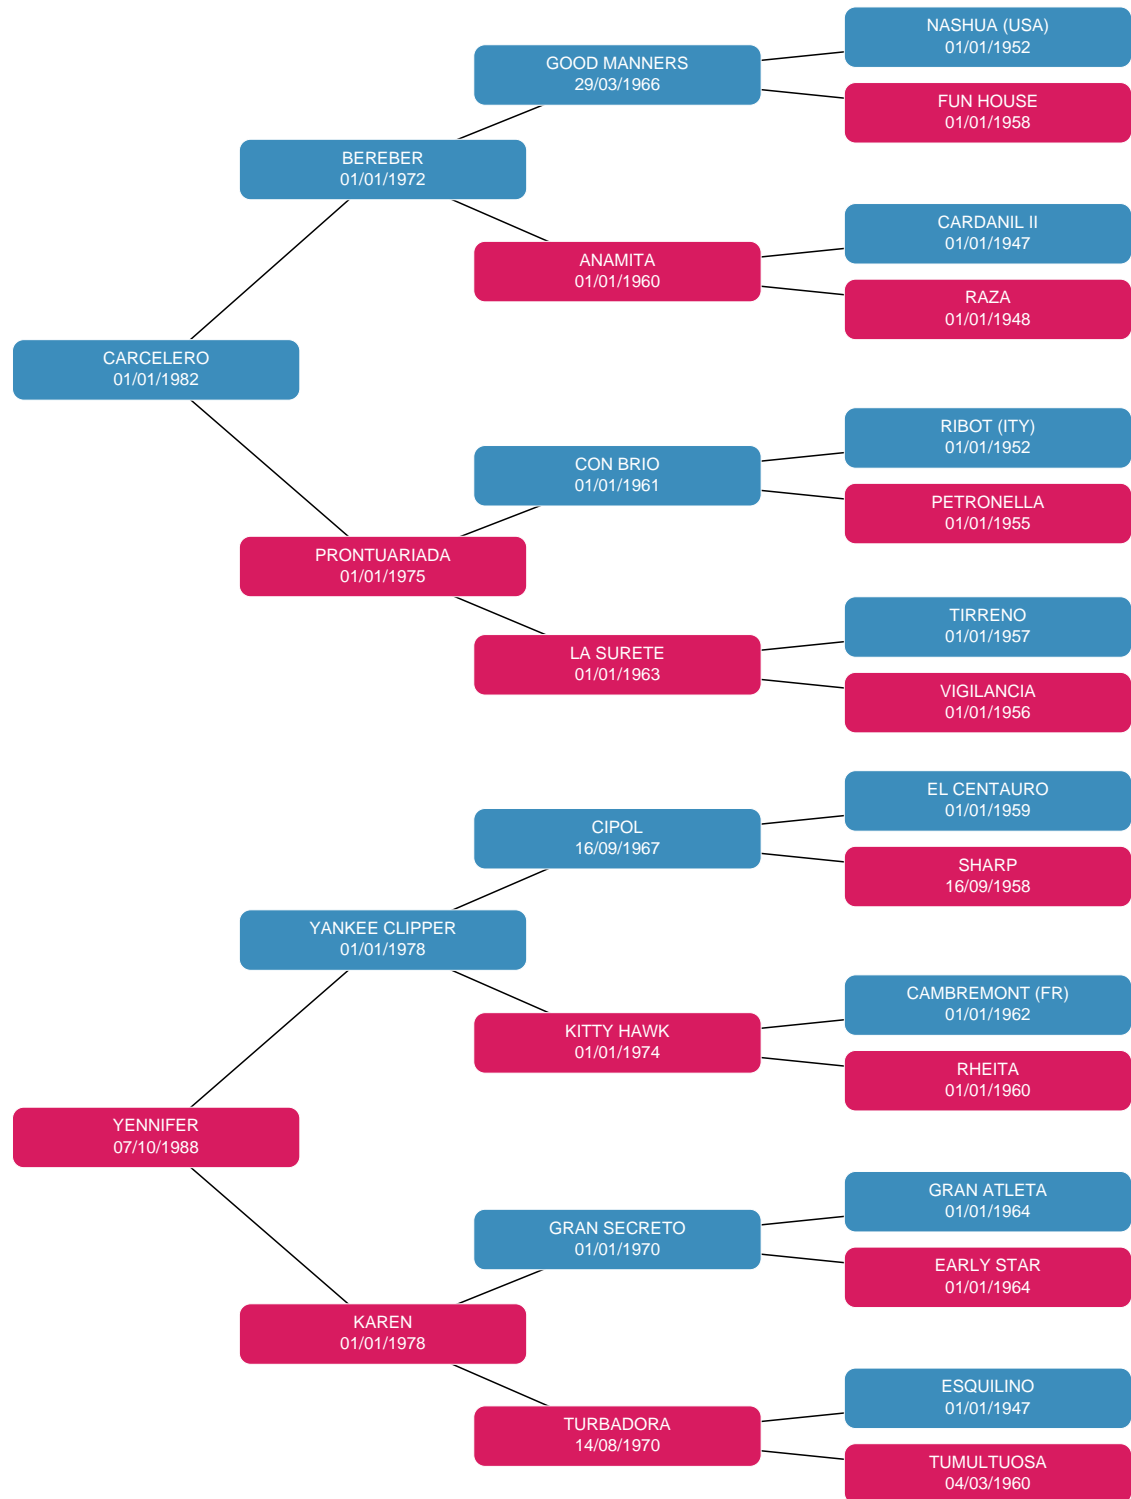 NASHUA (USA)
01/01/1952
GOOD MANNERS
29/03/1966
FUN HOUSE
01/01/1958
BEREBER
01/01/1972
CARDANIL II
01/01/1947
ANAMITA
01/01/1960
RAZA
01/01/1948
CARCELERO
01/01/1982
RIBOT (ITY)
01/01/1952
CON BRIO
01/01/1961
PETRONELLA
01/01/1955
PRONTUARIADA
01/01/1975
TIRRENO
01/01/1957
LA SURETE
01/01/1963
VIGILANCIA
01/01/1956
EL CENTAURO
01/01/1959
CIPOL
16/09/1967
SHARP
16/09/1958
YANKEE CLIPPER
01/01/1978
CAMBREMONT (FR)
01/01/1962
KITTY HAWK
01/01/1974
RHEITA
01/01/1960
YENNIFER
07/10/1988
GRAN ATLETA
01/01/1964
GRAN SECRETO
01/01/1970
EARLY STAR
01/01/1964
KAREN
01/01/1978
ESQUILINO
01/01/1947
TURBADORA
14/08/1970
TUMULTUOSA
04/03/1960